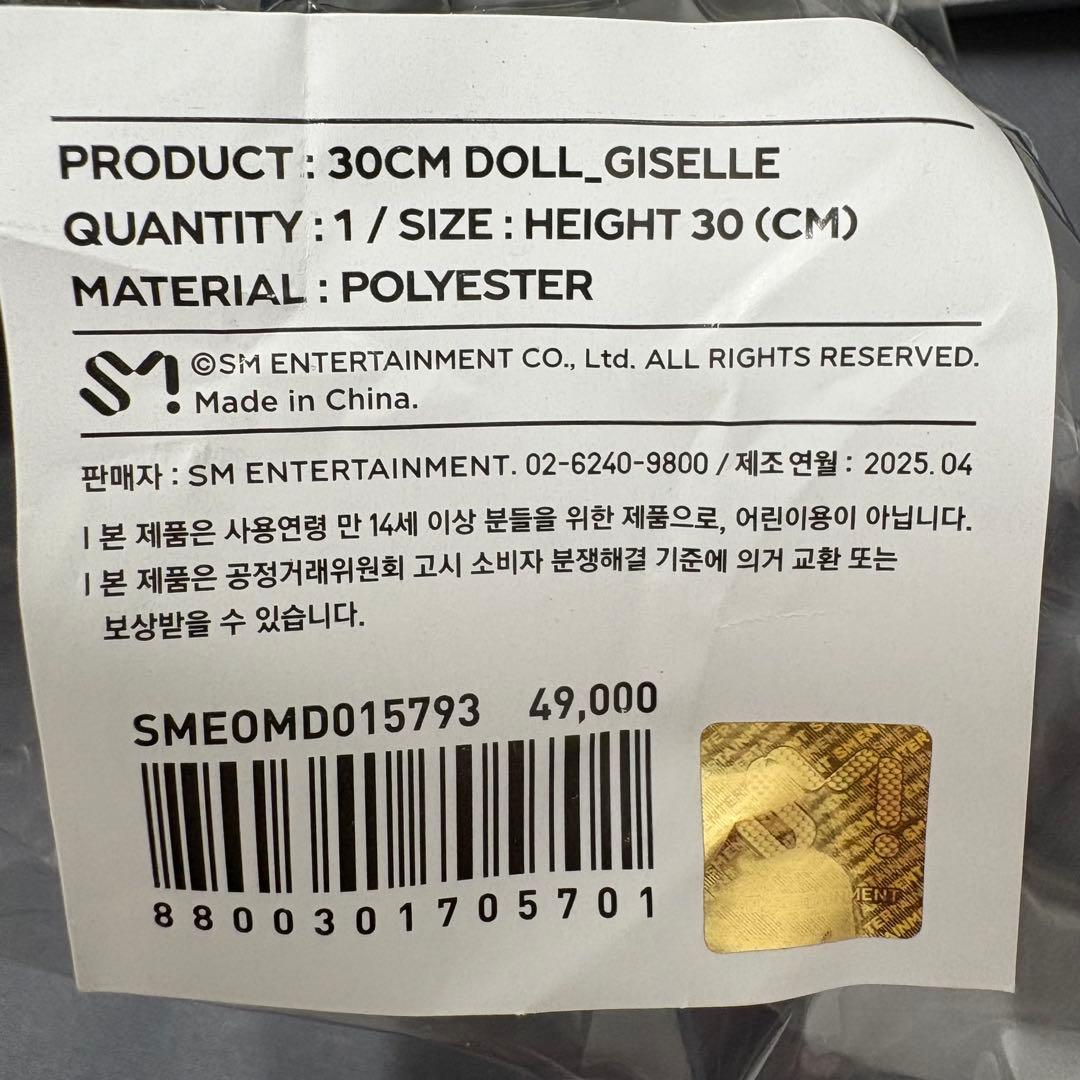 PRODUCT : 30CM DOLL_GISELLE
QUANTITY : 1 / SIZE : HEIGHT 30 (CM)
MATERIAL : POLYESTER
SM! ©SM ENTERTAINMENT CO., Ltd. ALL RIGHTS RESERVED.
Made in China.
판매자 : SM ENTERTAINMENT. 02-6240-9800 / 제조연월 : 2025.04
| 본 제품은 사용연령 만 14세 이상 분들을 위한 제품으로, 어린이용이 아닙니다.
| 본 제품은 공정거래위원회 고시 소비자 분쟁해결 기준에 의거 교환 또는
보상받을 수 있습니다.
SMEOMD015793 49,000
8800301705701